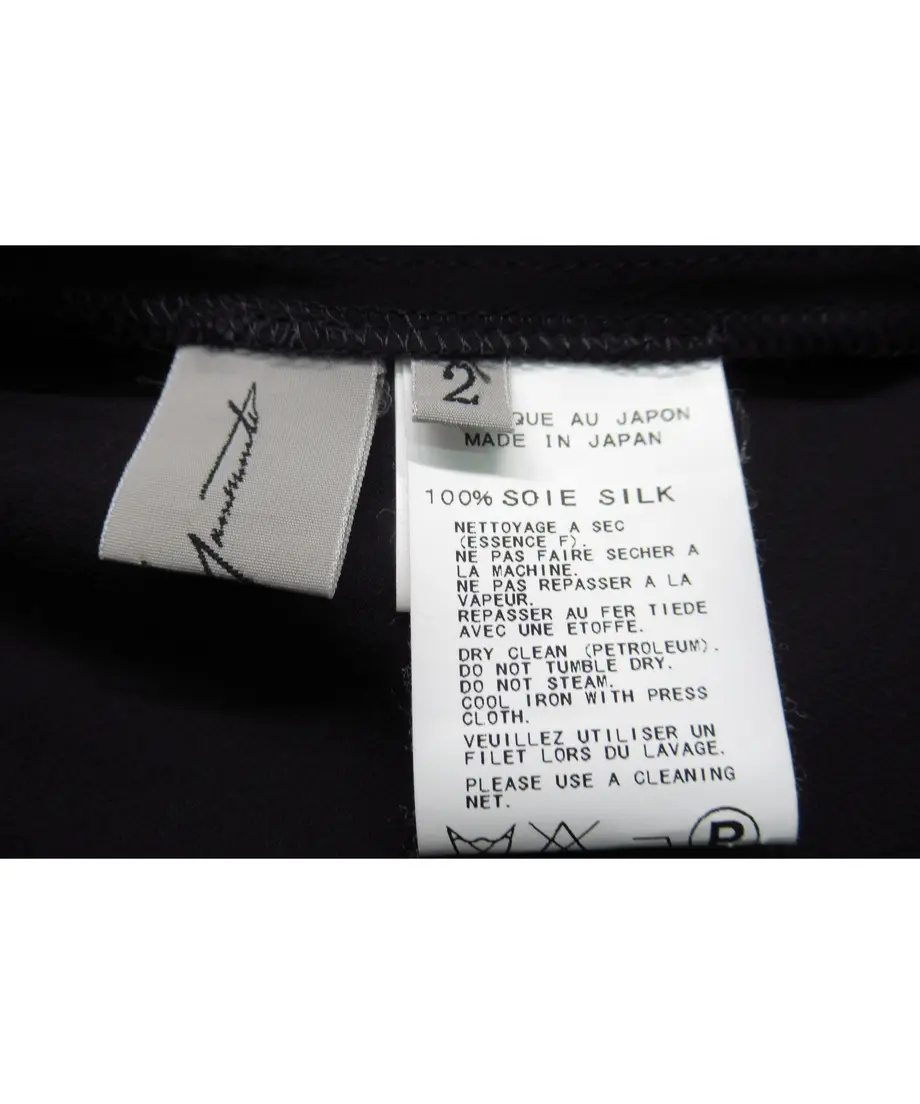 2
QUE AU JAPON
MADE IN JAPAN
100% SOIE SILK
NETTOYAGE A SEC
(ESSENCE F).
NE PAS FAIRE SECHER A
LA MACHINE.
NE PAS REPASSER A LA
VAPEUR.
REPASSER AU FER TIEDE
AVEC UNE ETOFFE.
DRY CLEAN (PETROLEUM).
DO NOT TUMBLE DRY.
DO NOT STEAM.
COOL IRON WITH PRESS
CLOTH.
VEUILLEZ UTILISER UN
FILET LORS DU LAVAGE.
PLEASE USE A CLEANING
NET.
P